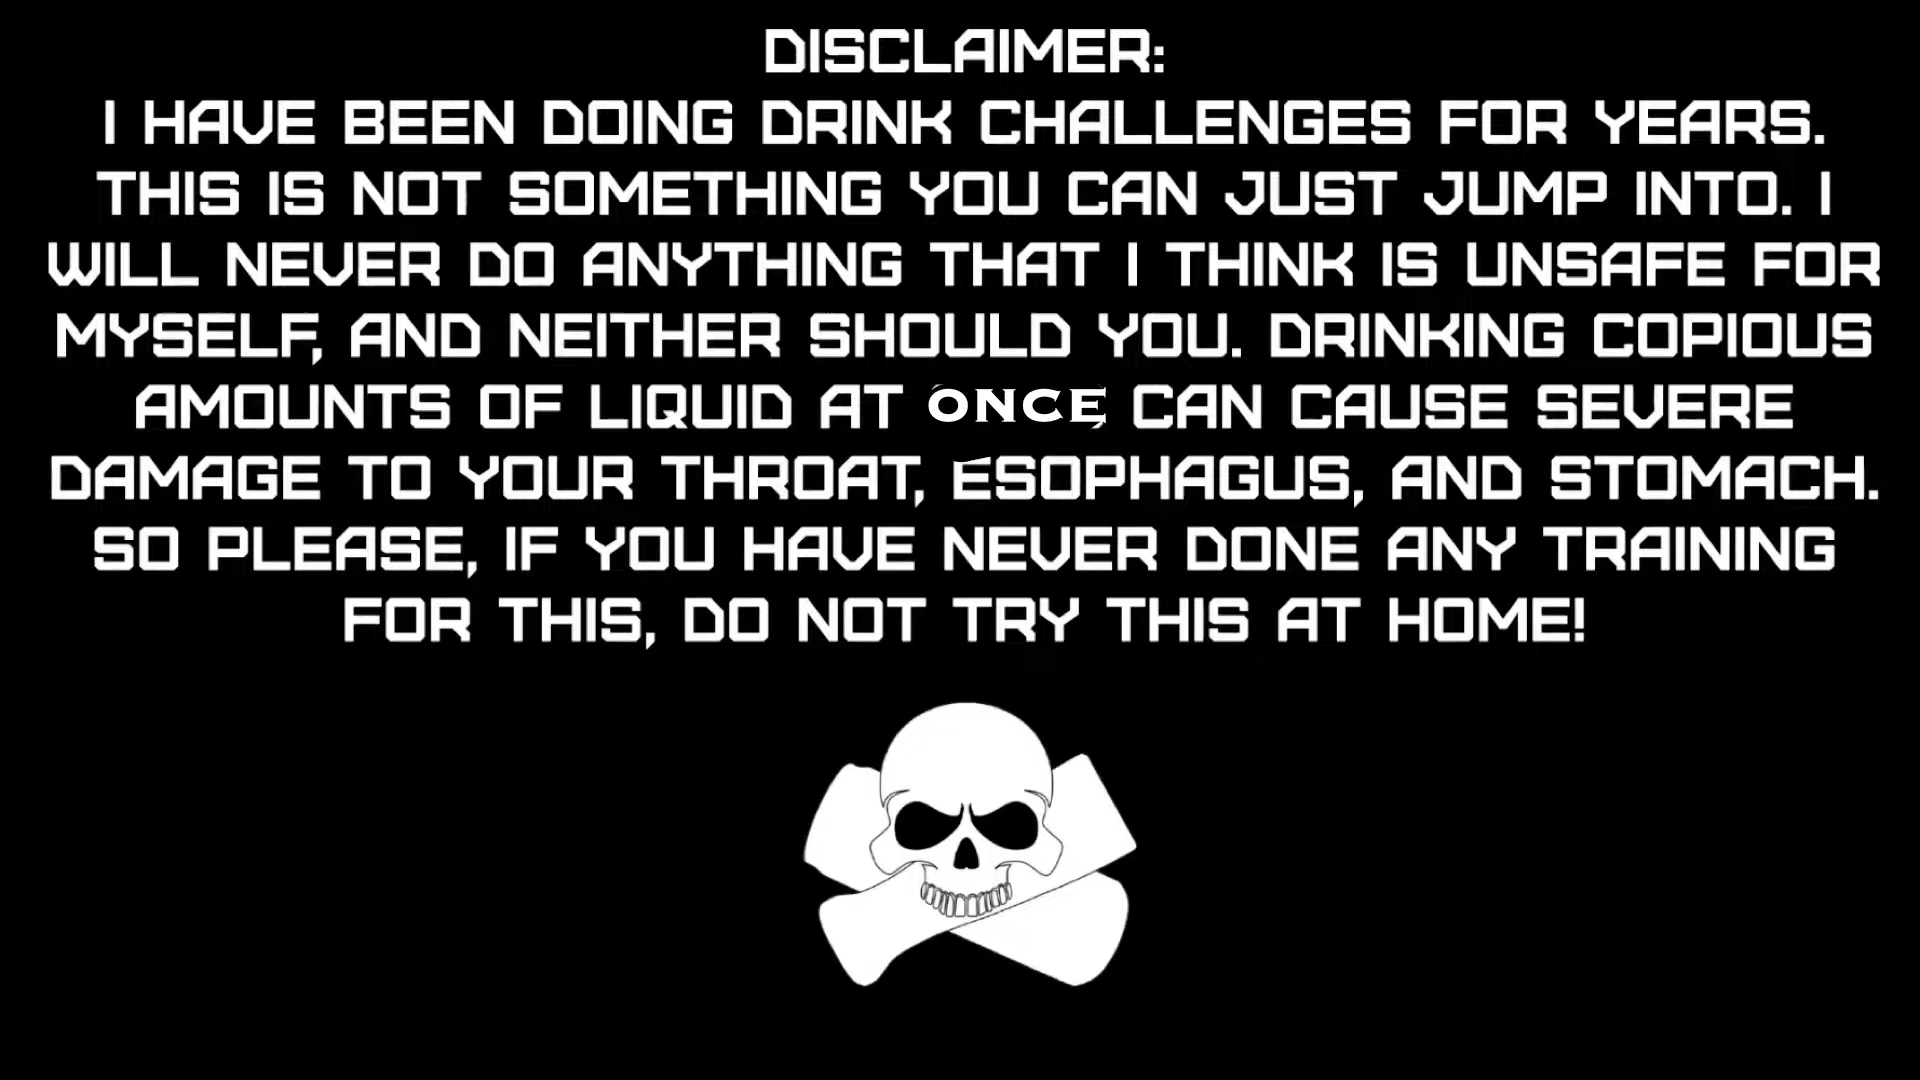 DISCLAIMER:
I HAVE BEEN DOING DRINK CHALLENGES FOR YEARS.
THIS IS NOT SOMETHING YOU CAN JUST JUMP INTO. I
WILL NEVER DO ANYTHING THAT I THINK IS UNSAFE FOR
MYSELF, AND NEITHER SHOULD YOU. DRINKING COPIOUS
AMOUNTS OF LIQUID AT ONCE, CAN CAUSE SEVERE
DAMAGE TO YOUR THROAT, ESOPHAGUS, AND STOMACH.
SO PLEASE, IF YOU HAVE NEVER DONE ANY TRAINING
FOR THIS, DO NOT TRY THIS AT HOME!